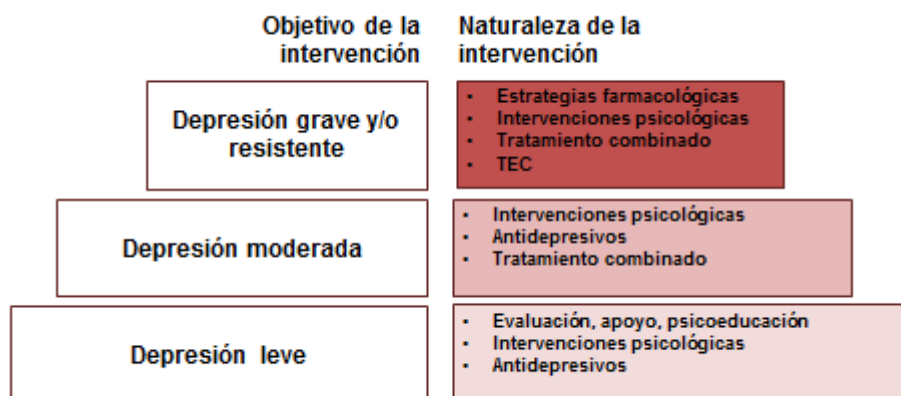 Objetivo de la
intervención
Naturaleza de la
intervención
Depresión grave y/o
resistente
• Estrategias farmacológicas
• Intervenciones psicológicas
• Tratamiento combinado
• TEC
Depresión moderada
• Intervenciones psicológicas
• Antidepresivos
• Tratamiento combinado
Depresión leve
• Evaluación, apoyo, psicoeducación
• Intervenciones psicológicas
• Antidepresivos